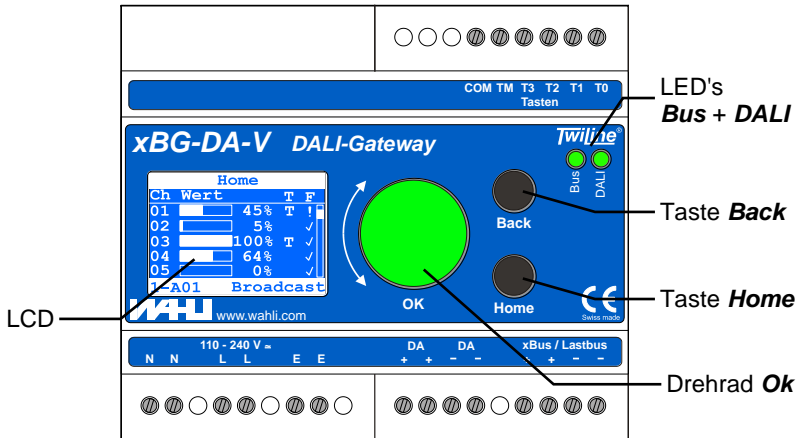 COM TM T3 T2 T1 T0
Tasten
LED's
Bus + DALI
xBG-DA-V DALI-Gateway
Twiline®
Bus
DALI
Home
Ch Wert T F
01 45% T !
02 5% ✓
03 100% T ✓
04 64% ✓
05 0% ✓
1-A01 Broadcast
Back
Taste Back
OK
Home
Taste Home
CE
Swiss made
LCD
WAHLI www.wahli.com
110 - 240 V ≃
N N L L E E
DA DA
+ + − −
xBus / Lastbus
+ + − −
Drehrad Ok